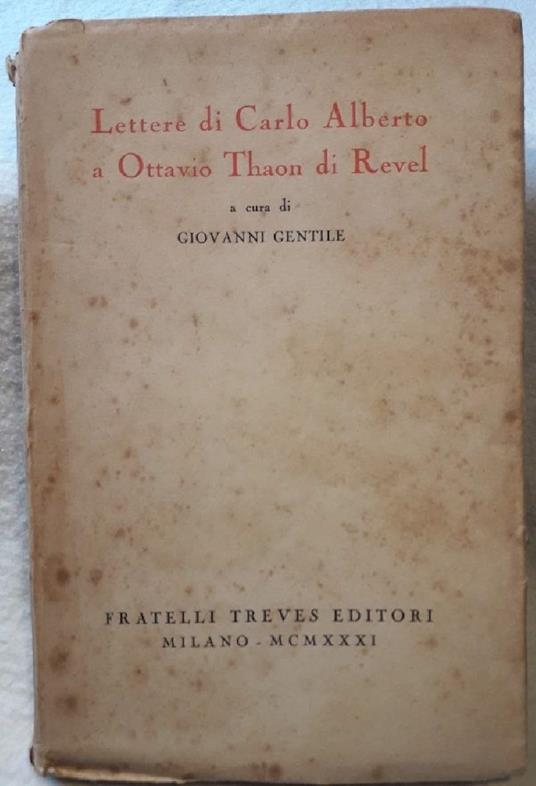 Lettere di Carlo Alberto
a Ottavio Thaon di Revel
a cura di
GIOVANNI GENTILE
FRATELLI TREVES EDITORI
MILANO - MCMXXXI